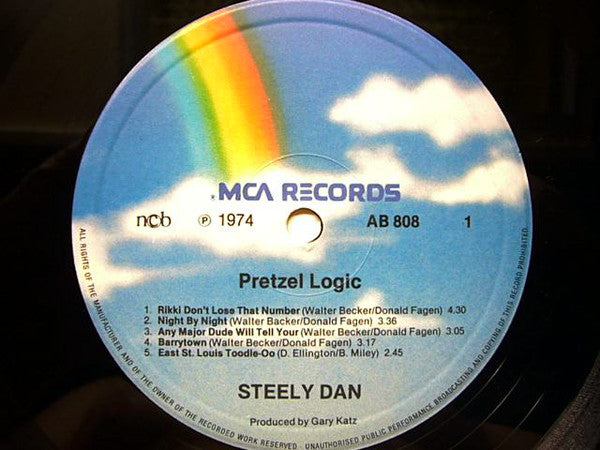 MCA RECORDS
ncb ℗ 1974 AB 808 1
Pretzel Logic
1. Rikki Don't Lose That Number (Walter Becker/Donald Fagen) 4.30
2. Night By Night (Walter Backer/Donald Fagen) 3.36
3. Any Major Dude Will Tell Your (Walter Becker/Donald Fagen) 3.05
4. Barrytown (Walter Becker/Donald Fagen) 3.17
5. East St. Louis Toodle-Oo (D. Ellington/B. Miley) 2.45
STEELY DAN
Produced by Gary Katz
ALL RIGHTS OF THE MANUFACTURER AND OF THE OWNER OF THE RECORDED WORK RESERVED - UNAUTHORISED PUBLIC PERFORMANCE BROADCASTING AND COPYING OF THIS RECORD PROHIBITED